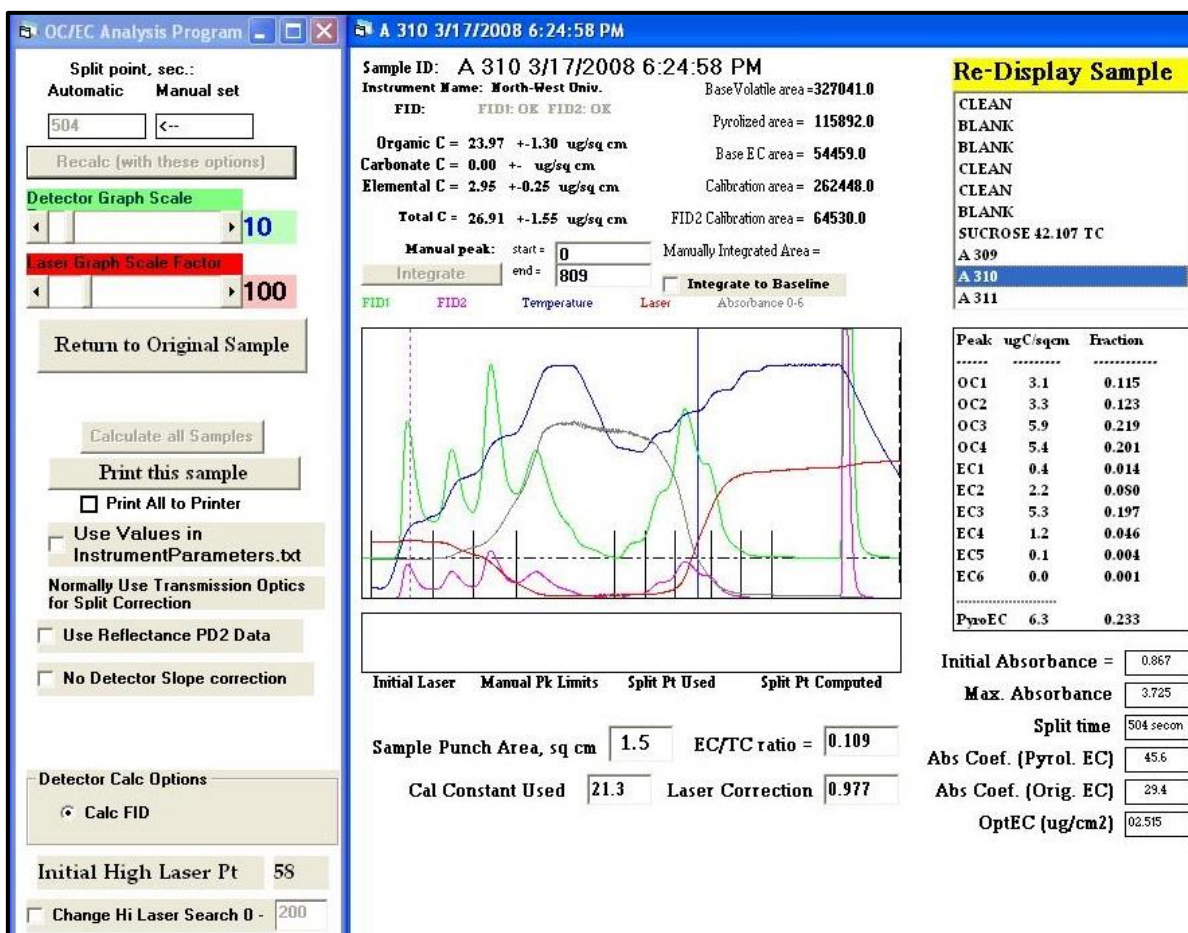 OC/EC Analysis Program
Split point, sec.:
Automatic Manual set
504 <--
Recalc (with these options)
Detector Graph Scale
10
Laser Graph Scale Factor
100
Return to Original Sample
Calculate all Samples
Print this sample
Print All to Printer
Use Values in
InstrumentParameters.txt
Normally Use Transmission Optics
for Split Correction
Use Reflectance PD2 Data
No Detector Slope correction
Detector Calc Options
Calc FID
Initial High Laser Pt 58
Change Hi Laser Search 0 - 200
A 310 3/17/2008 6:24:58 PM
Sample ID: A 310 3/17/2008 6:24:58 PM
Instrument Name: North-West Univ.
FID: FID1: OK FID2: OK
Organic C = 23.97 +-1.30 ug/sq cm
Carbonate C = 0.00 +- ug/sq cm
Elemental C = 2.95 +-0.25 ug/sq cm
Total C = 26.91 +-1.55 ug/sq cm
Base Volatile area =327041.0
Pyrolized area = 115892.0
Base EC area = 54459.0
Calibration area = 262448.0
FID2 Calibration area = 64530.0
Manual peak: start = 0
Integrate end = 809
Manually Integrated Area =
Integrate to Baseline
FID1 FID2 Temperature Laser Absorbance 0-6
Initial Laser Manual Pk Limits Split Pt Used Split Pt Computed
Sample Punch Area, sq cm 1.5 EC/TC ratio = 0.109
Cal Constant Used 21.3 Laser Correction 0.977
Re-Display Sample
CLEAN
BLANK
BLANK
CLEAN
CLEAN
BLANK
SUCROSE 42.107 TC
A 309
A 310
A 311
Peak ugC/sqcm Fraction
------ --------- ------------
OC1 3.1 0.115
OC2 3.3 0.123
OC3 5.9 0.219
OC4 5.4 0.201
EC1 0.4 0.014
EC2 2.2 0.080
EC3 5.3 0.197
EC4 1.2 0.046
EC5 0.1 0.004
EC6 0.0 0.001
------------------------
PyroEC 6.3 0.233
Initial Absorbance = 0.867
Max. Absorbance 3.725
Split time 504 secon
Abs Coef. (Pyrol. EC) 45.6
Abs Coef. (Orig. EC) 29.4
OptEC (ug/cm2) 02.515